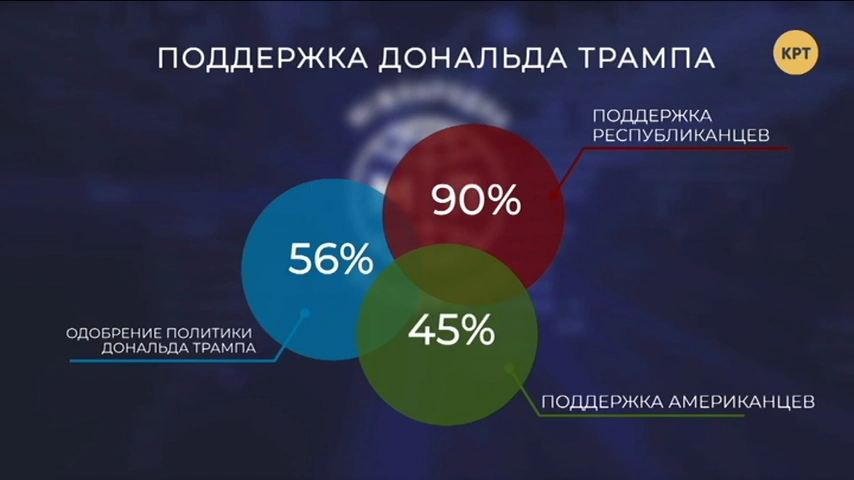 ПОДДЕРЖКА ДОНАЛЬДА ТРАМПА
КРТ
ПОДДЕРЖКА
РЕСПУБЛИКАНЦЕВ
90%
56%
45%
ОДОБРЕНИЕ ПОЛИТИКИ
ДОНАЛЬДА ТРАМПА
ПОДДЕРЖКА АМЕРИКАНЦЕВ